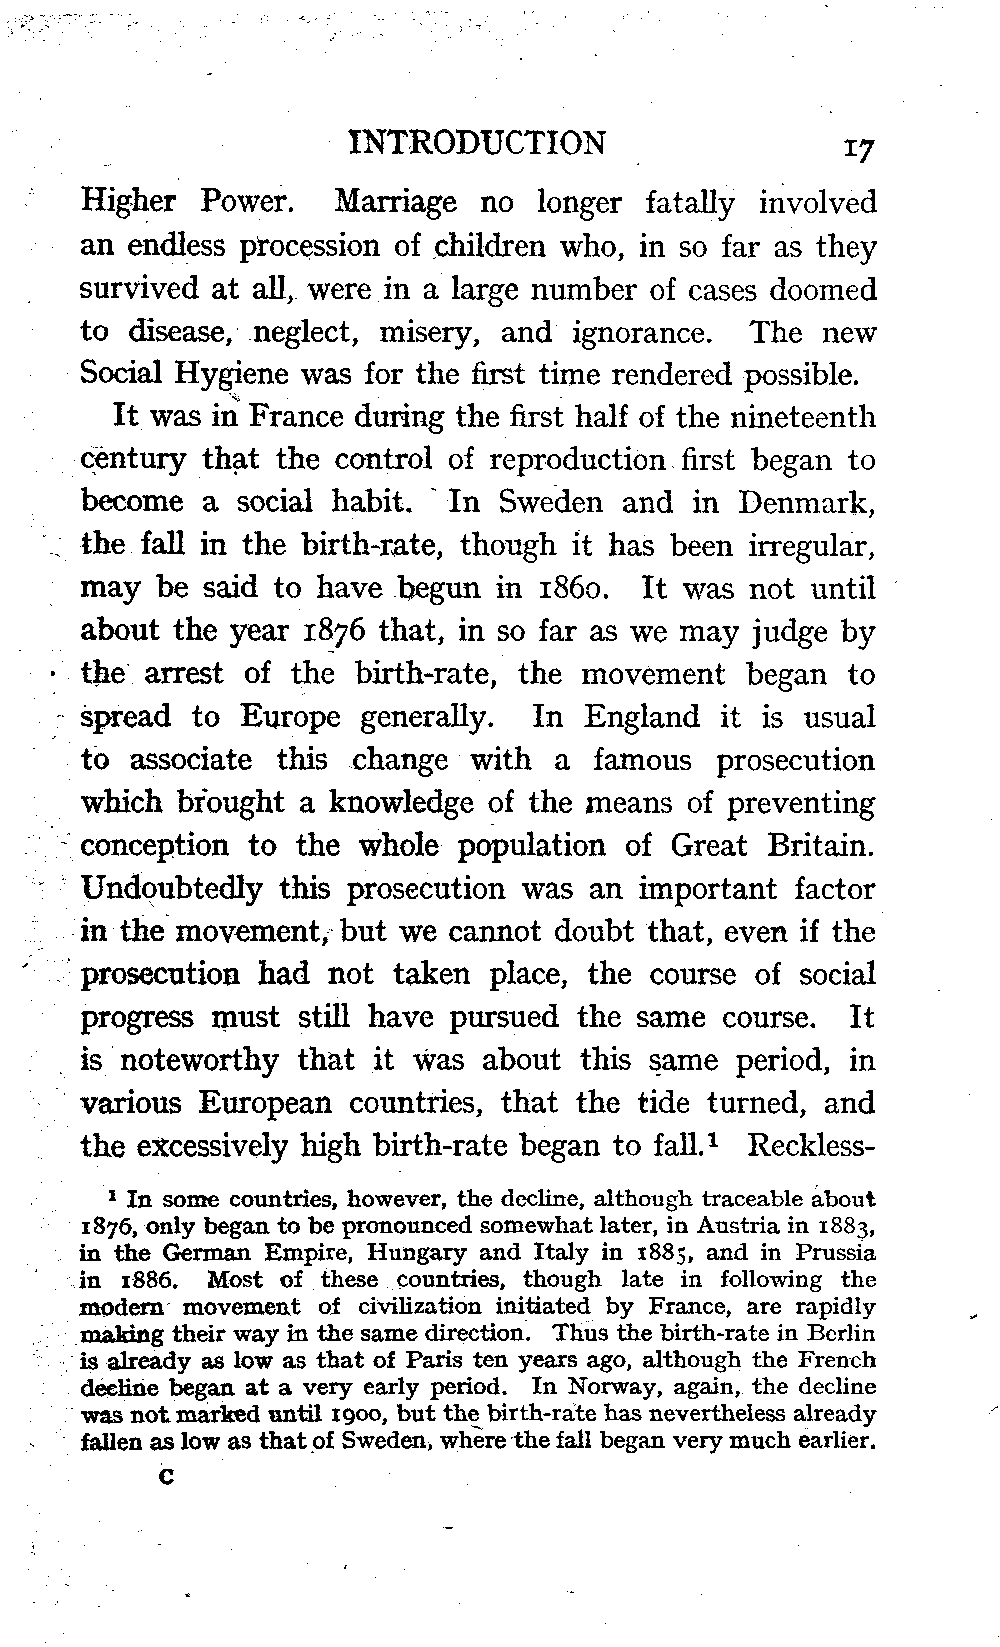 INTRODUCTION 17
Higher Power. Marriage no longer fatally involved
an endless procession of children who, in so far as they
survived at all, were in a large number of cases doomed
to disease, neglect, misery, and ignorance. The new
Social Hygiene was for the first time rendered possible.
It was in France during the first half of the nineteenth
century that the control of reproduction first began to
become a social habit. In Sweden and in Denmark,
the fall in the birth-rate, though it has been irregular,
may be said to have begun in 1860. It was not until
about the year 1876 that, in so far as we may judge by
the arrest of the birth-rate, the movement began to
spread to Europe generally. In England it is usual
to associate this change with a famous prosecution
which brought a knowledge of the means of preventing
conception to the whole population of Great Britain.
Undoubtedly this prosecution was an important factor
in the movement, but we cannot doubt that, even if the
prosecution had not taken place, the course of social
progress must still have pursued the same course. It
is noteworthy that it was about this same period, in
various European countries, that the tide turned, and
the excessively high birth-rate began to fall.¹ Reckless-
¹ In some countries, however, the decline, although traceable about
1876, only began to be pronounced somewhat later, in Austria in 1883,
in the German Empire, Hungary and Italy in 1885, and in Prussia
in 1886. Most of these countries, though late in following the
modern movement of civilization initiated by France, are rapidly
making their way in the same direction. Thus the birth-rate in Berlin
is already as low as that of Paris ten years ago, although the French
decline began at a very early period. In Norway, again, the decline
was not marked until 1900, but the birth-rate has nevertheless already
fallen as low as that of Sweden, where the fall began very much earlier.
C